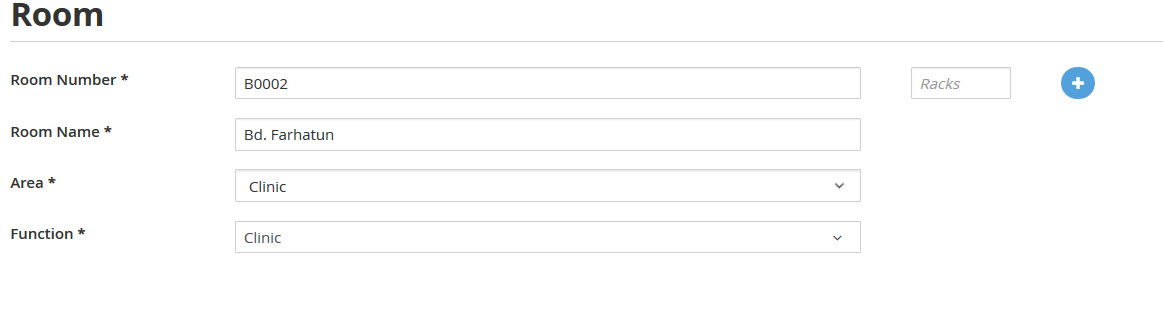 Room
Room Number *
B0002
Racks
Room Name *
Bd. Farhatun
Area *
Clinic
Function *
Clinic